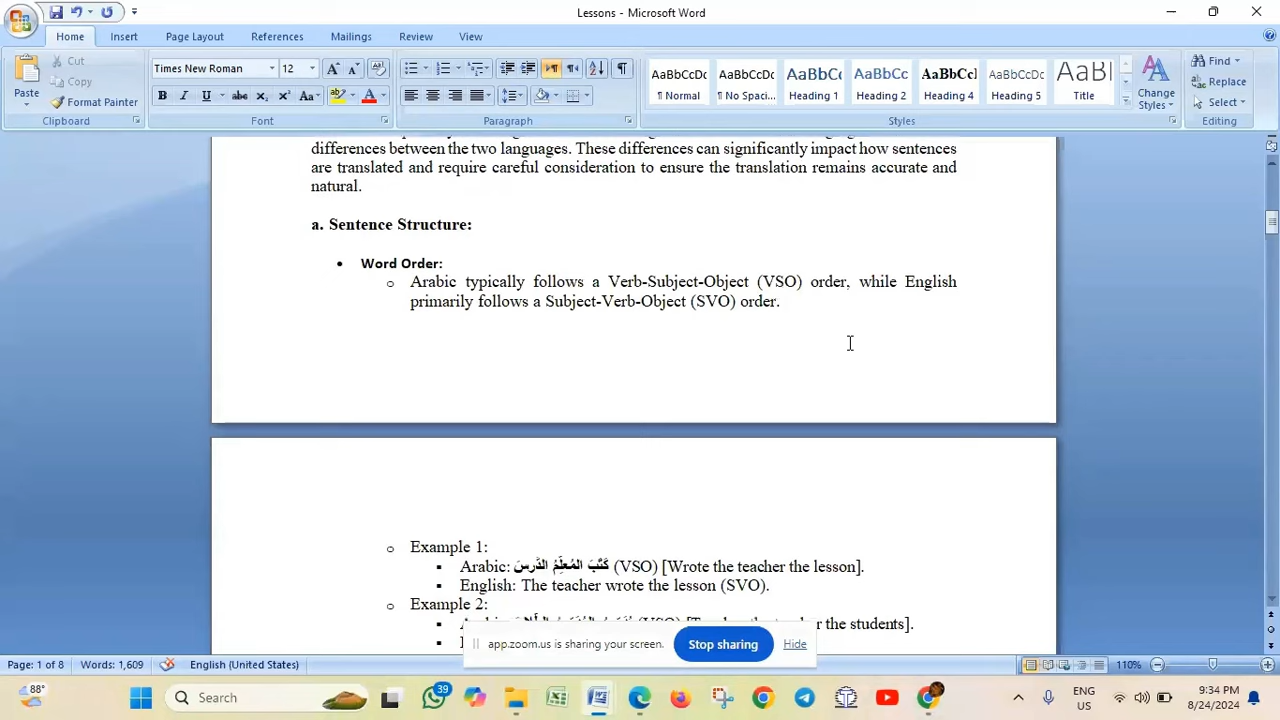 Lessons - Microsoft Word
Home Insert Page Layout References Mailings Review View
Paste
Cut
Copy
Format Painter
Clipboard
Times New Roman 12
Font
Paragraph
AaBbCcDc AaBbCcDc AaBbC( AaBbCc AaBbCcI AaBbCcDc AaBl
¶ Normal ¶ No Spaci... Heading 1 Heading 2 Heading 4 Heading 5 Title
Change Styles
Styles
Find
Replace
Select
Editing
differences between the two languages. These differences can significantly impact how sentences
are translated and require careful consideration to ensure the translation remains accurate and
natural.
a. Sentence Structure:
• Word Order:
o Arabic typically follows a Verb-Subject-Object (VSO) order, while English
primarily follows a Subject-Verb-Object (SVO) order.
o Example 1:
▪ Arabic: كَتَبَ المُعَلِّمُ الدَّرسَ (VSO) [Wrote the teacher the lesson].
▪ English: The teacher wrote the lesson (SVO).
o Example 2:
the students].
app.zoom.us is sharing your screen. Stop sharing Hide
Page: 1 of 8 Words: 1,609 English (United States) 110%
88°
Search
39
ENG
US
9:34 PM
8/24/2024